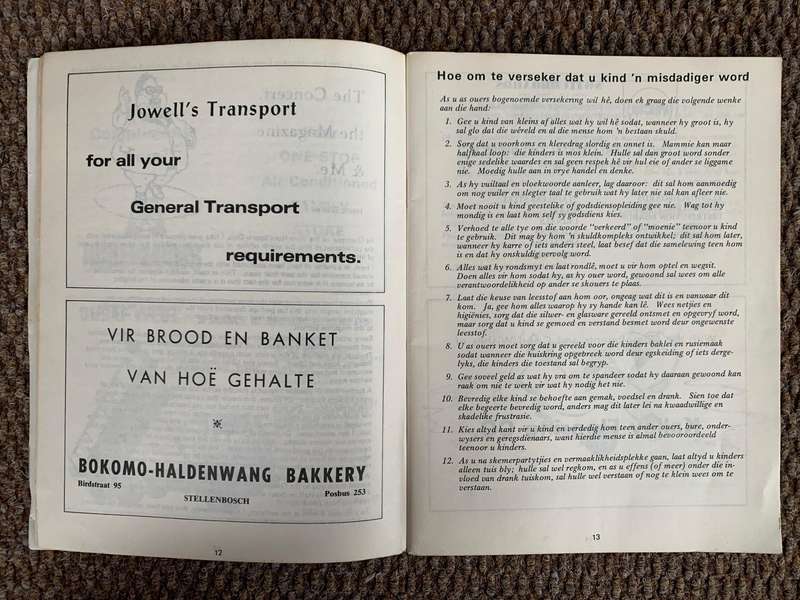 Jowell's Transport
for all your
General Transport
requirements.
VIR BROOD EN BANKET
VAN HOË GEHALTE
BOKOMO-HALDENWANG BAKKERY
Birdstraat 95
Posbus 253
STELLENBOSCH
12
Hoe om te verseker dat u kind 'n misdadiger word
As u as ouers bogenoemde versekering wil hê, doen ek graag die volgende wenke
aan die hand:
1. Gee u kind van kleins af alles wat hy wil hê sodat, wanneer hy groot is, hy
sal glo dat die wêreld en al die mense hom 'n bestaan skuld.
2. Sorg dat u voorkoms en kleredrag slordig en onnet is. Mammie kan maar
halfkaal loop: die kinders is mos klein. Hulle sal dan groot word sonder
enige sedelike waardes en sal geen respek hê vir hul eie of ander se liggame
nie. Moedig hulle aan in vrye handel en denke.
3. As hy vuiltaal en vloekwoorde aanleer, lag daaroor: dit sal hom aanmoedig
om nog vuiler en slegter taal te gebruik wat hy later nie sal kan afleer nie.
4. Moet nooit u kind geestelike of godsdiensopleiding gee nie. Wag tot hy
mondig is en laat hom self sy godsdiens kies.
5. Verhoed te alle tye om die woorde "verkeerd" of "moenie" teenoor u kind
te gebruik. Dit mag by hom 'n skuldkompleks ontwikkel; dit sal hom later,
wanneer hy karre of iets anders steel, laat besef dat die samelewing teen hom
is en dat hy onskuldig vervolg word.
6. Alles wat hy rondsmyt en laat rondlê, moet u vir hom optel en wegsit.
Doen alles vir hom sodat hy, as hy ouer word, gewoond sal wees om alle
verantwoordelikheid op ander se skouers te plaas.
7. Laat die keuse van leesstof aan hom oor, ongeag wat dit is en vanwaar dit
kom. Ja, gee hom alles waarop hy sy hande kan lê. Wees netjies en
higiënies, sorg dat die silwer- en glasware gereeld ontsmet en opgevryf word,
maar sorg dat u kind se gemoed en verstand besmet word deur ongewenste
leesstof.
8. U as ouers moet sorg dat u gereeld voor die kinders baklei en rusiemaak
sodat wanneer die huiskring opgebreek word deur egskeiding of iets derge-
lyks, die kinders die toestand sal begryp.
9. Gee soveel geld as wat hy vra om te spandeer sodat hy daaraan gewoond kan
raak om nie te werk vir wat hy nodig het nie.
10. Bevredig elke kind se behoefte aan gemak, voedsel en drank. Sien toe dat
elke begeerte bevredig word, anders mag dit later lei na kwaadwillige en
skadelike frustrasie.
11. Kies altyd kant vir u kind en verdedig hom teen ander ouers, bure, onder-
wysers en geregsdienaars, want hierdie mense is almal bevooroordeeld
teenoor u kinders.
12. As u na skemerpartytjies en vermaaklikheidsplekke gaan, laat altyd u kinders
alleen tuis bly; hulle sal wel regkom, en as u effens (of meer) onder die in-
vloed van drank tuiskom, sal hulle wel verstaan of nog te klein wees om te
verstaan.
13